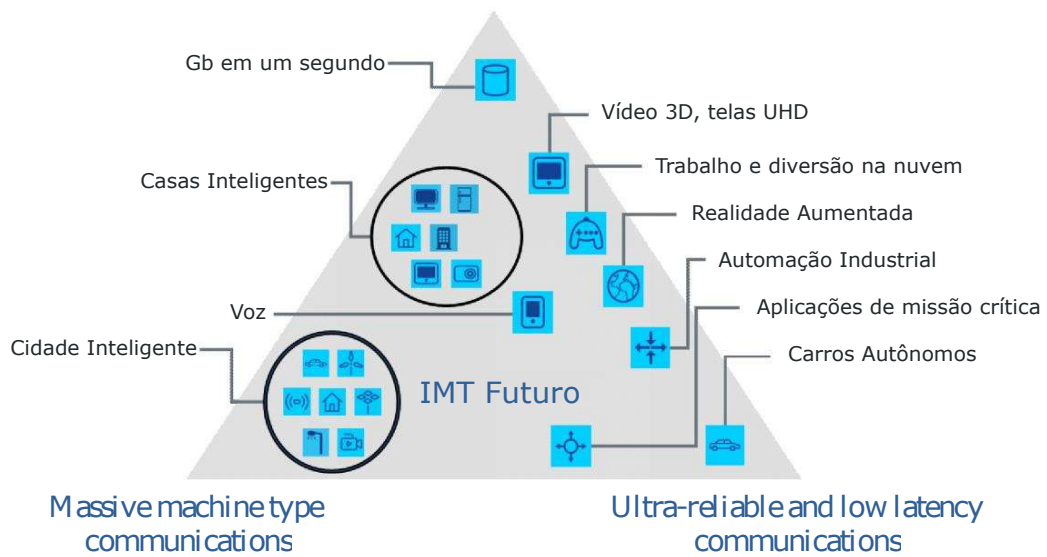 Gb em um segundo
Vídeo 3D, telas UHD
Trabalho e diversão na nuvem
Casas Inteligentes
Realidade Aumentada
Automação Industrial
Aplicações de missão crítica
Voz
Cidade Inteligente
Carros Autônomos
IMT Futuro
Massive machine type
communications
Ultra-reliable and low latency
communications